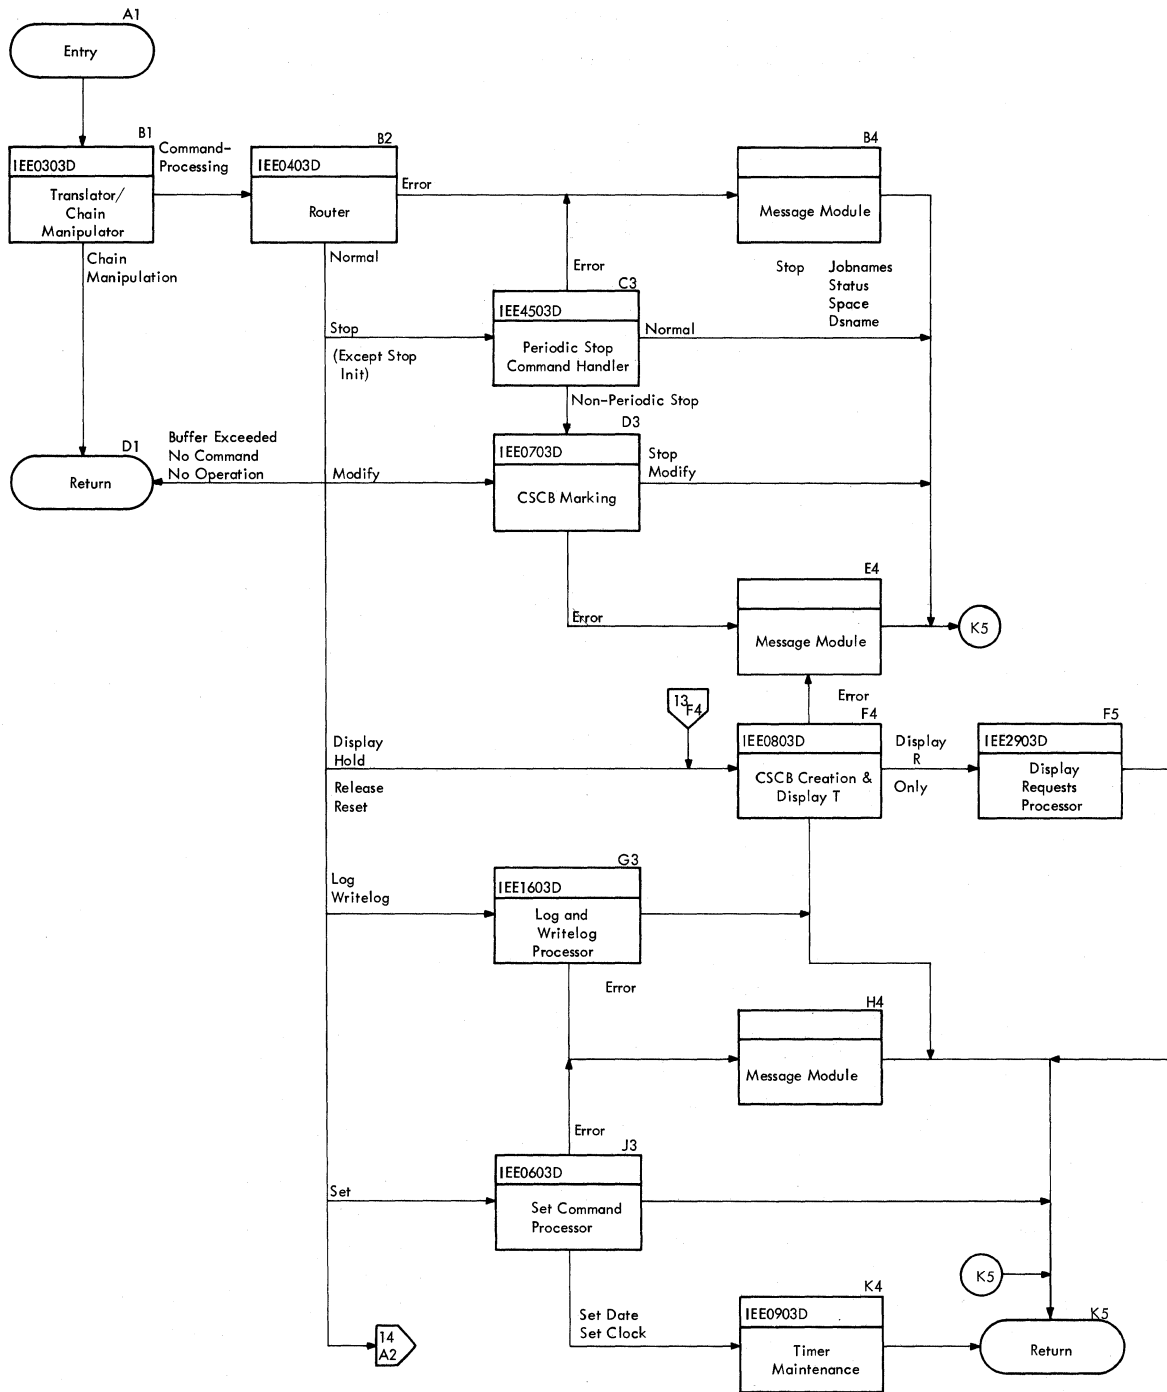 A1
Entry
B1
IEE0303D
Translator/
Chain
Manipulator
Command-
Processing
B2
IEE0403D
Router
Error
B4
Message Module
Chain
Manipulation
Normal
Error
Stop Jobnames
Status
Space
Dsname
C3
IEE4503D
Periodic Stop
Command Handler
Stop
(Except Stop
Init)
Normal
Non-Periodic Stop
D1
Return
Buffer Exceeded
No Command
No Operation
Modify
D3
IEE0703D
CSCB Marking
Stop
Modify
E4
Message Module
Error
K5
Error
13
F4
F4
IEE0803D
CSCB Creation &
Display T
Display
R
Only
F5
IEE2903D
Display
Requests
Processor
Display
Hold
Release
Reset
G3
IEE1603D
Log and
Writelog
Processor
Log
Writelog
Error
H4
Message Module
Error
J3
IEE0603D
Set Command
Processor
Set
K5
Set Date
Set Clock
K4
IEE0903D
Timer
Maintenance
K5
Return
14
A2